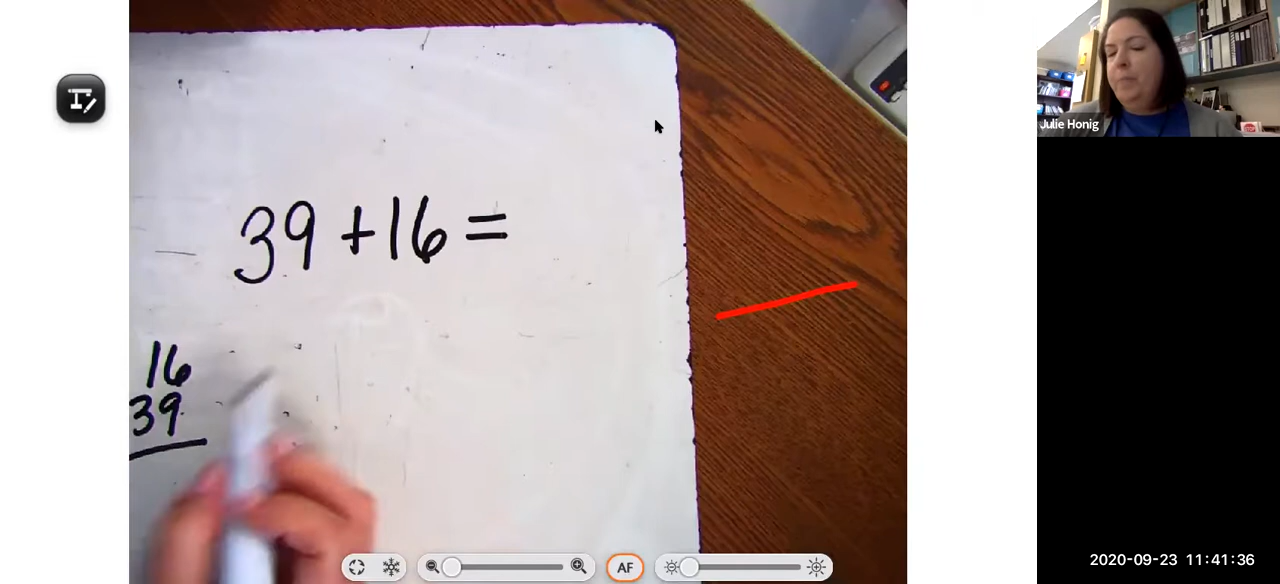 Julie Honig
39 + 16 =
16
39
AF
2020-09-23 11:41:36